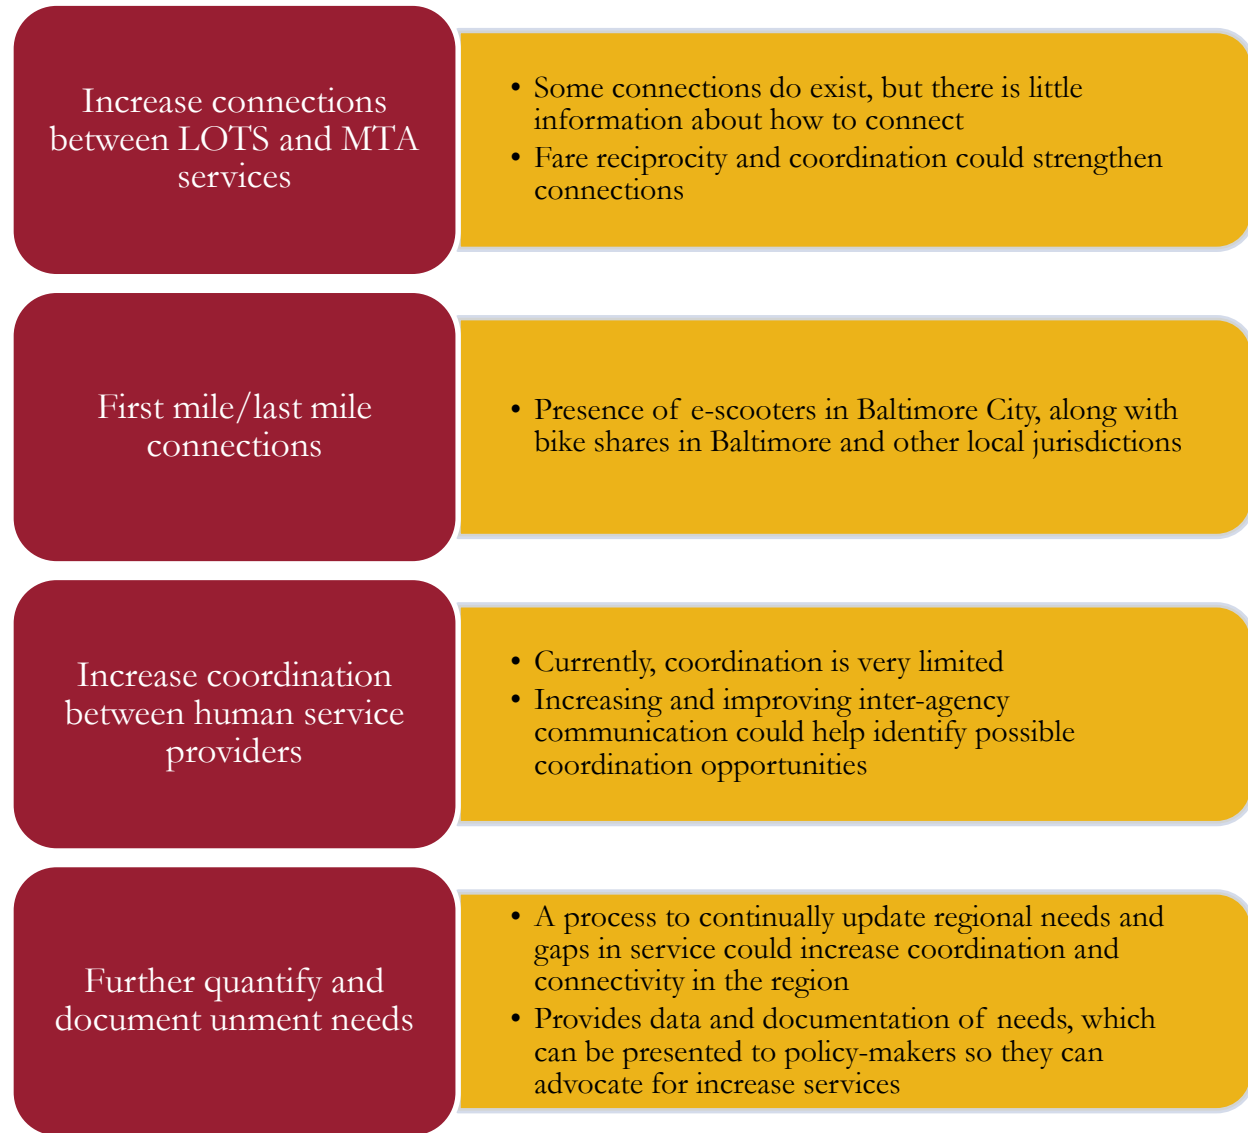 Increase connections
between LOTS and MTA
services
• Some connections do exist, but there is little
information about how to connect
• Fare reciprocity and coordination could strengthen
connections
First mile/last mile
connections
• Presence of e-scooters in Baltimore City, along with
bike shares in Baltimore and other local jurisdictions
Increase coordination
between human service
providers
• Currently, coordination is very limited
• Increasing and improving inter-agency
communication could help identify possible
coordination opportunities
Further quantify and
document unment needs
• A process to continually update regional needs and
gaps in service could increase coordination and
connectivity in the region
• Provides data and documentation of needs, which
can be presented to policy-makers so they can
advocate for increase services